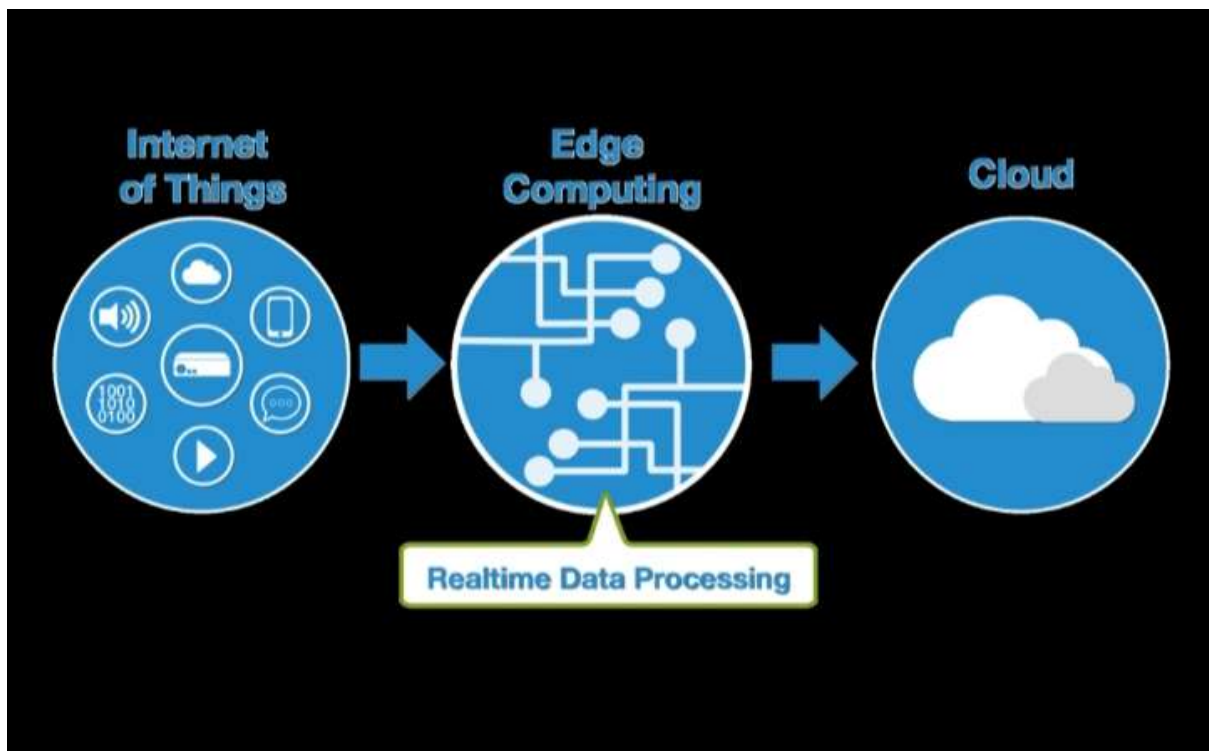 Internet
of Things
Edge
Computing
Cloud
1001
1010
0100
Realtime Data Processing